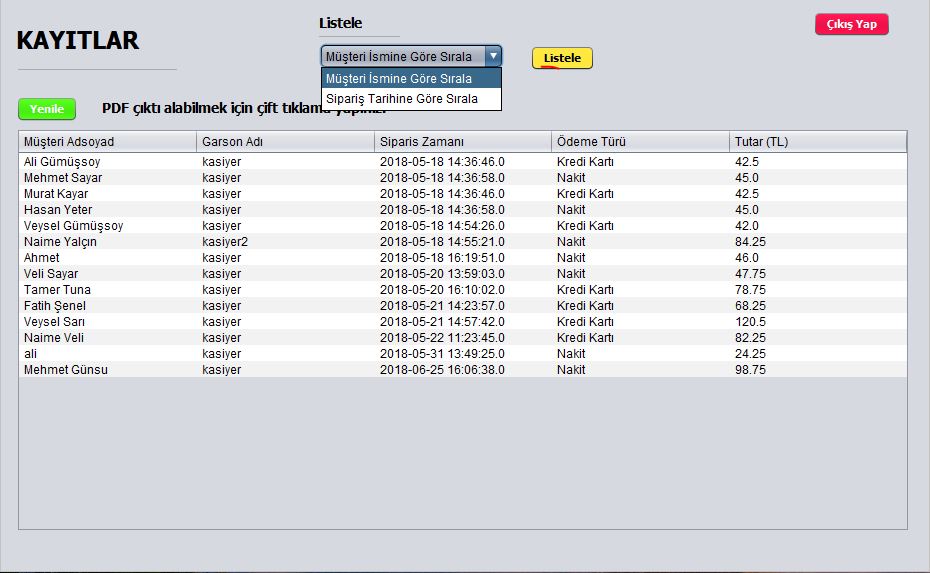 KAYITLAR
Listele
Çıkış Yap
Müşteri İsmine Göre Sırala
Listele
Müşteri İsmine Göre Sırala
Sipariş Tarihine Göre Sırala
Yenile
PDF çıktı alabilmek için çift tıklama
Müşteri Adsoyad Garson Adı Siparis Zamanı Ödeme Türü Tutar (TL)
Ali Gümüşsoy kasiyer 2018-05-18 14:36:46.0 Kredi Kartı 42.5
Mehmet Sayar kasiyer 2018-05-18 14:36:58.0 Nakit 45.0
Murat Kayar kasiyer 2018-05-18 14:36:46.0 Kredi Kartı 42.5
Hasan Yeter kasiyer 2018-05-18 14:36:58.0 Nakit 45.0
Veysel Gümüşsoy kasiyer 2018-05-18 14:54:26.0 Kredi Kartı 42.0
Naime Yalçın kasiyer2 2018-05-18 14:55:21.0 Nakit 84.25
Ahmet kasiyer 2018-05-18 16:19:51.0 Nakit 46.0
Veli Sayar kasiyer 2018-05-20 13:59:03.0 Nakit 47.75
Tamer Tuna kasiyer 2018-05-20 16:10:02.0 Kredi Kartı 78.75
Fatih Şenel kasiyer 2018-05-21 14:23:57.0 Kredi Kartı 68.25
Veysel Sarı kasiyer 2018-05-21 14:57:42.0 Kredi Kartı 120.5
Naime Veli kasiyer 2018-05-22 11:23:45.0 Kredi Kartı 82.25
ali kasiyer 2018-05-31 13:49:25.0 Nakit 24.25
Mehmet Günsu kasiyer 2018-06-25 16:06:38.0 Nakit 98.75